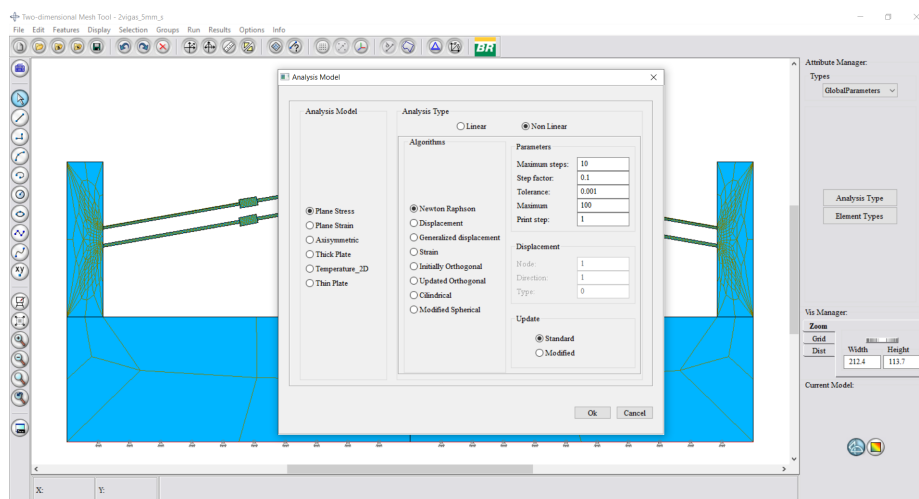 Two-dimensional Mesh Tool - 2vigas_5mm_s
File Edit Features Display Selection Groups Run Results Options Info
BR
Attribute Manager:
Types
GlobalParameters
Analysis Type
Element Types
Analysis Model
Analysis Model
Plane Stress
Plane Strain
Axisymmetric
Thick Plate
Temperature_2D
Thin Plate
Analysis Type
Linear
Non Linear
Algorithms
Newton Raphson
Displacement
Generalized displacement
Strain
Initially Orthogonal
Updated Orthogonal
Cilindrical
Modified Spherical
Parameters
Maximum steps: 10
Step factor: 0.1
Tolerance: 0.001
Maximum 100
Print step: 1
Displacement
Node: 1
Direction: 1
Type: 0
Update
Standard
Modified
Ok Cancel
xy
Vis Manager:
Zoom
Grid
Dist
Width Height
212.4 113.7
Current Model:
X: Y: